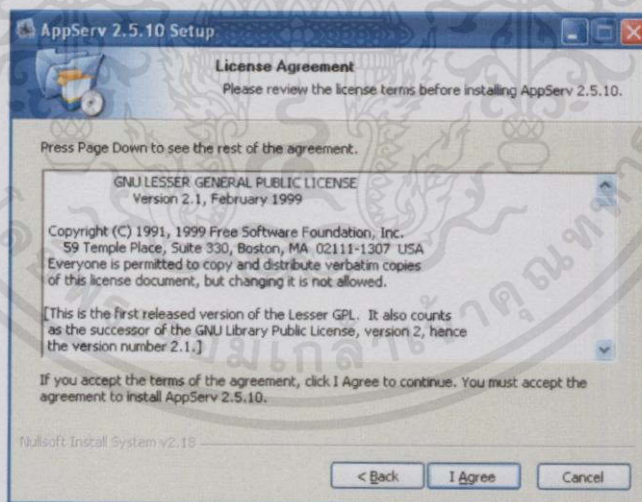 AppServ 2.5.10 Setup
License Agreement
Please review the license terms before installing AppServ 2.5.10.
Press Page Down to see the rest of the agreement.
GNU LESSER GENERAL PUBLIC LICENSE
Version 2.1, February 1999
Copyright (C) 1991, 1999 Free Software Foundation, Inc.
59 Temple Place, Suite 330, Boston, MA 02111-1307 USA
Everyone is permitted to copy and distribute verbatim copies
of this license document, but changing it is not allowed.
[This is the first released version of the Lesser GPL. It also counts
as the successor of the GNU Library Public License, version 2, hence
the version number 2.1.]
If you accept the terms of the agreement, click I Agree to continue. You must accept the
agreement to install AppServ 2.5.10.
Nullsoft Install System v2.18
< Back
I Agree
Cancel